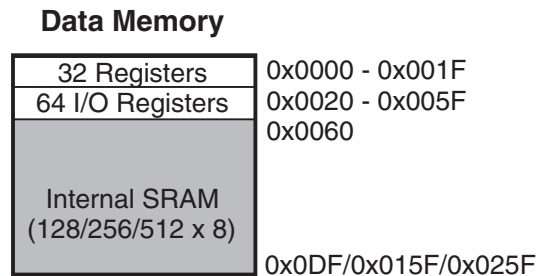 Data Memory
32 Registers 0x0000 - 0x001F
64 I/O Registers 0x0020 - 0x005F
0x0060
Internal SRAM
(128/256/512 x 8)
0x0DF/0x015F/0x025F